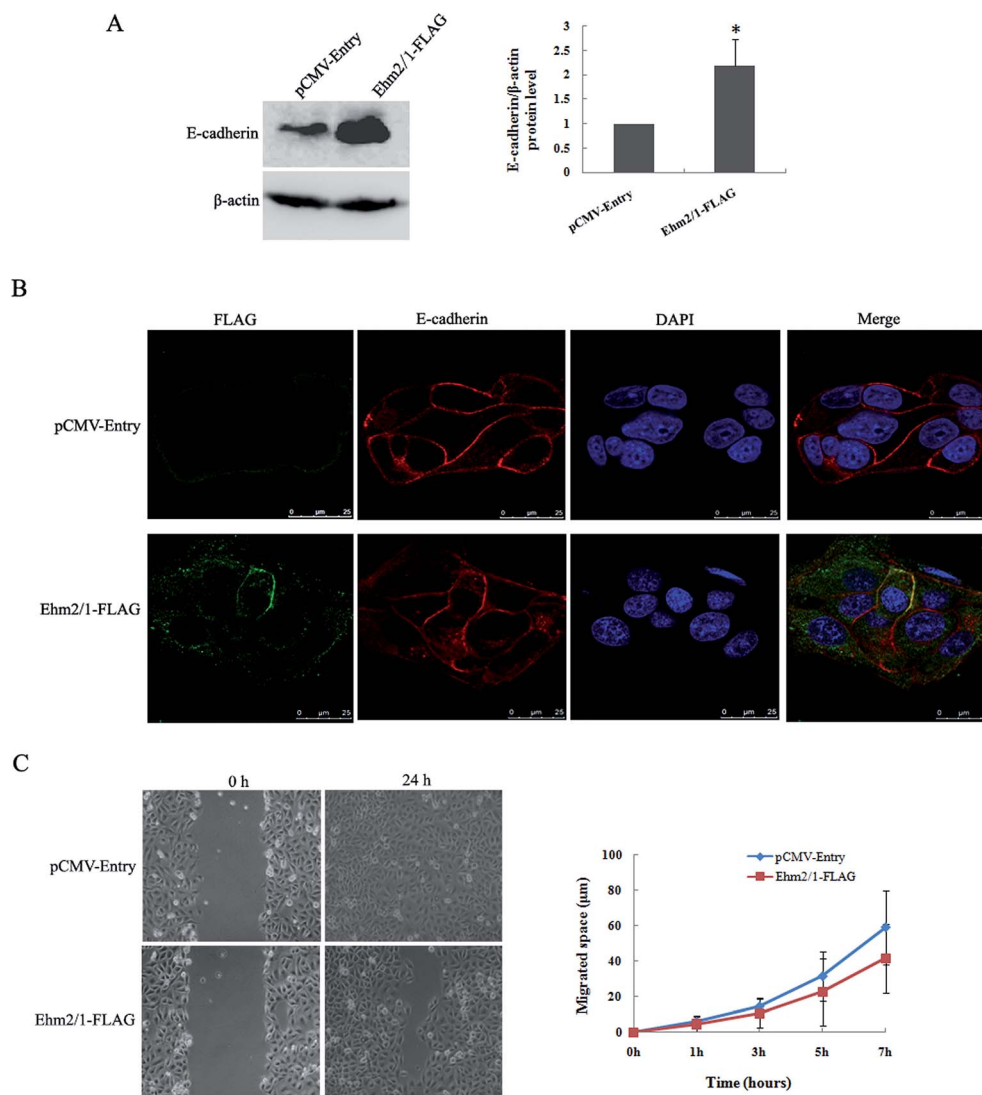 A
pCMV-Entry
Ehm2/1-FLAG
E-cadherin
β-actin
E-cadherin/β-actin
protein level
3
2.5
2
1.5
1
0.5
0
*
pCMV-Entry
Ehm2/1-FLAG
B
FLAG
E-cadherin
DAPI
Merge
pCMV-Entry
0 µm 25
0 µm 25
0 µm 25
0 µm 25
Ehm2/1-FLAG
0 µm 25
0 µm 25
0 µm 25
0 µm 25
C
0 h
24 h
pCMV-Entry
Ehm2/1-FLAG
Migrated space (µm)
100
80
60
40
20
0
pCMV-Entry
Ehm2/1-FLAG
0h
1h
3h
5h
7h
Time (hours)